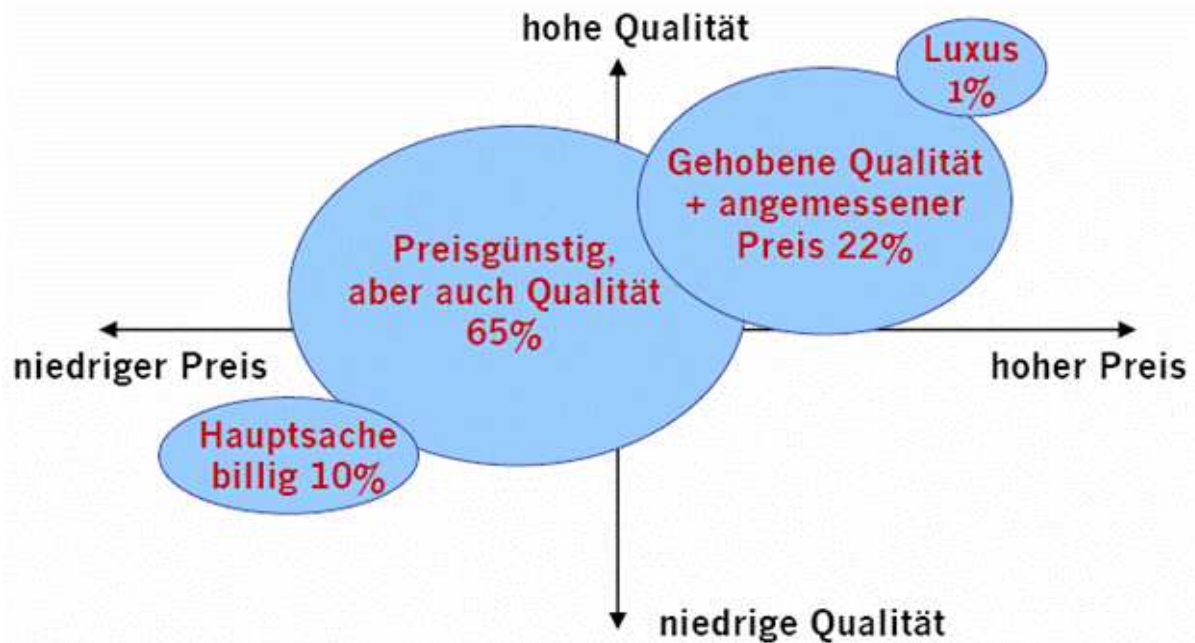 hohe Qualität
Luxus
1%
Gehobene Qualität
+ angemessener
Preis 22%
Preisgünstig,
aber auch Qualität
65%
niedriger Preis
hoher Preis
Hauptsache
billig 10%
niedrige Qualität